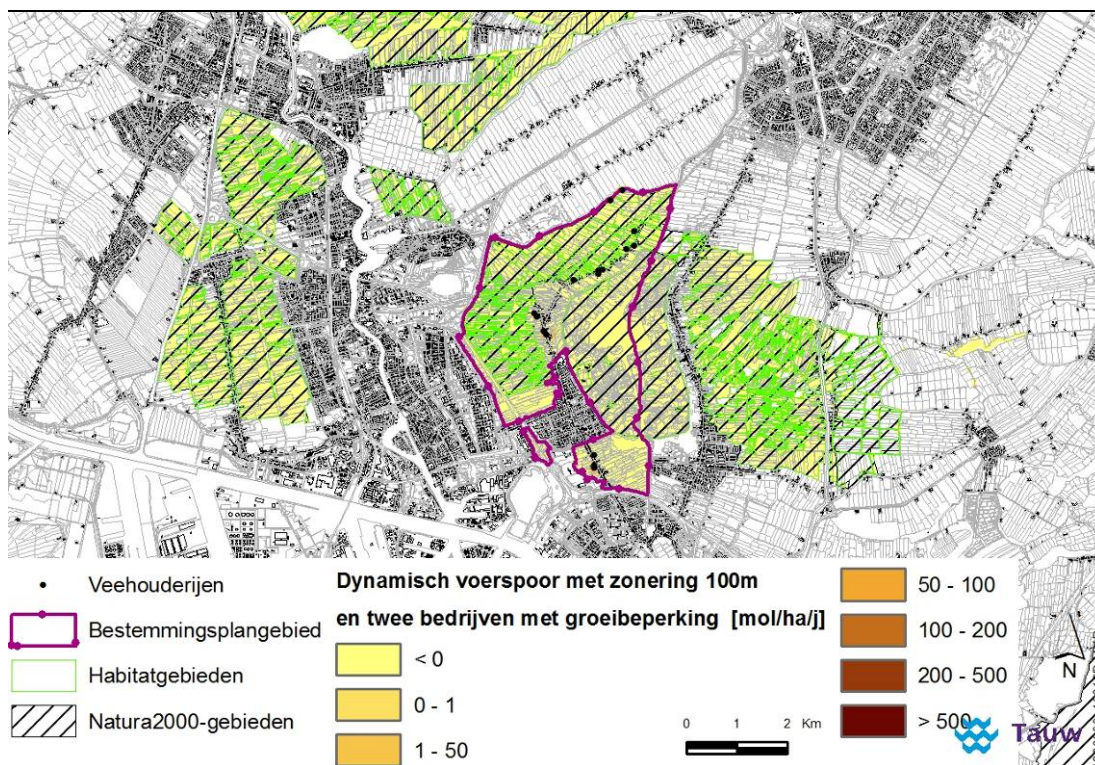 Veehouderijen
Bestemmingsplangebied
Habitatgebieden
Natura2000-gebieden
Dynamisch voerspoor met zonering 100m
en twee bedrijven met groeibeperking [mol/ha/j]
< 0
0 - 1
1 - 50
50 - 100
100 - 200
200 - 500
> 500
0 1 2 Km
N
Tauw